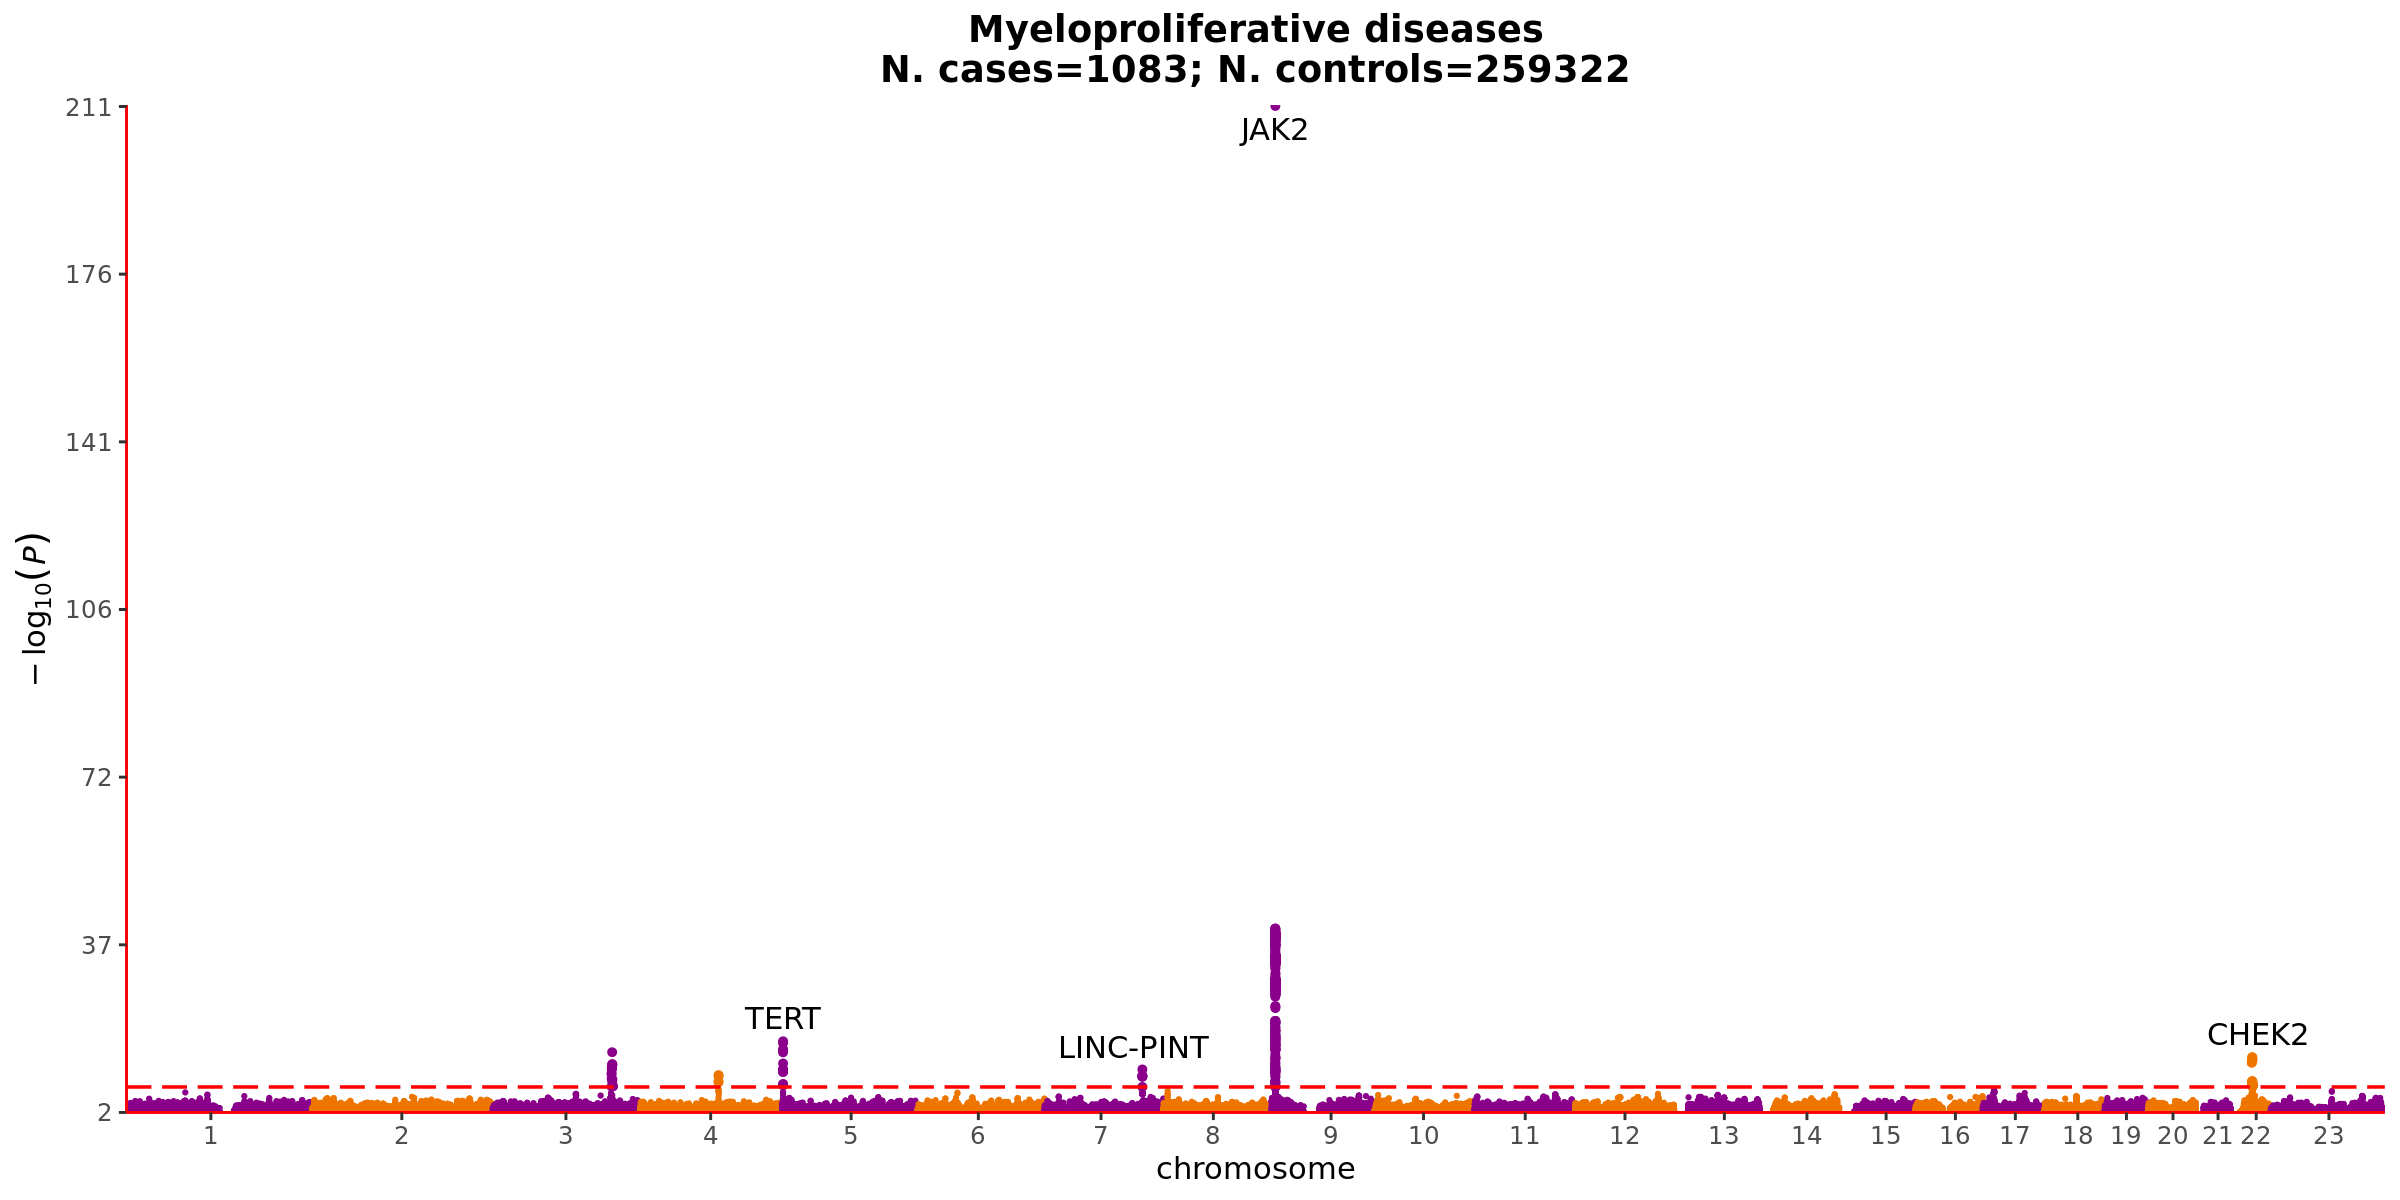 Myeloproliferative diseases
N. cases=1083; N. controls=259322
211
176
141
106
72
37
2
−log10(P)
JAK2
TERT
LINC-PINT
CHEK2
1 2 3 4 5 6 7 8 9 10 11 12 13 14 15 16 17 18 19 20 21 22 23
chromosome